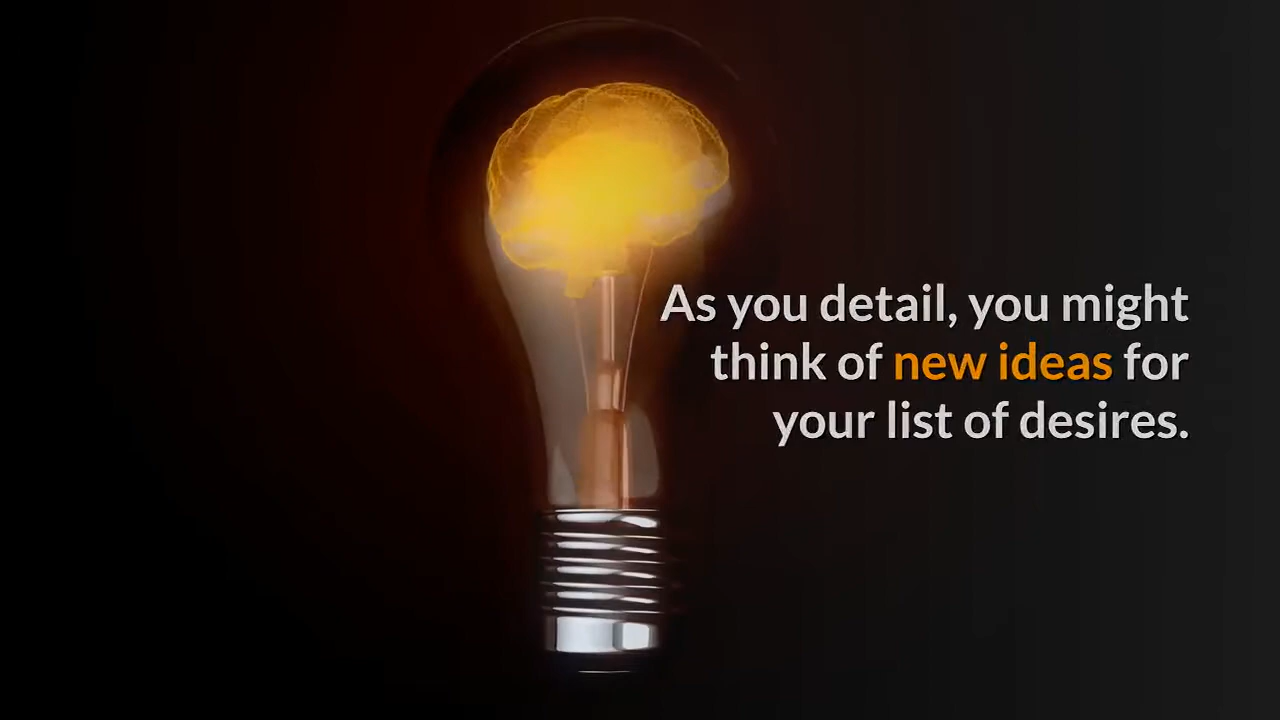 As you detail, you might
think of new ideas for
your list of desires.